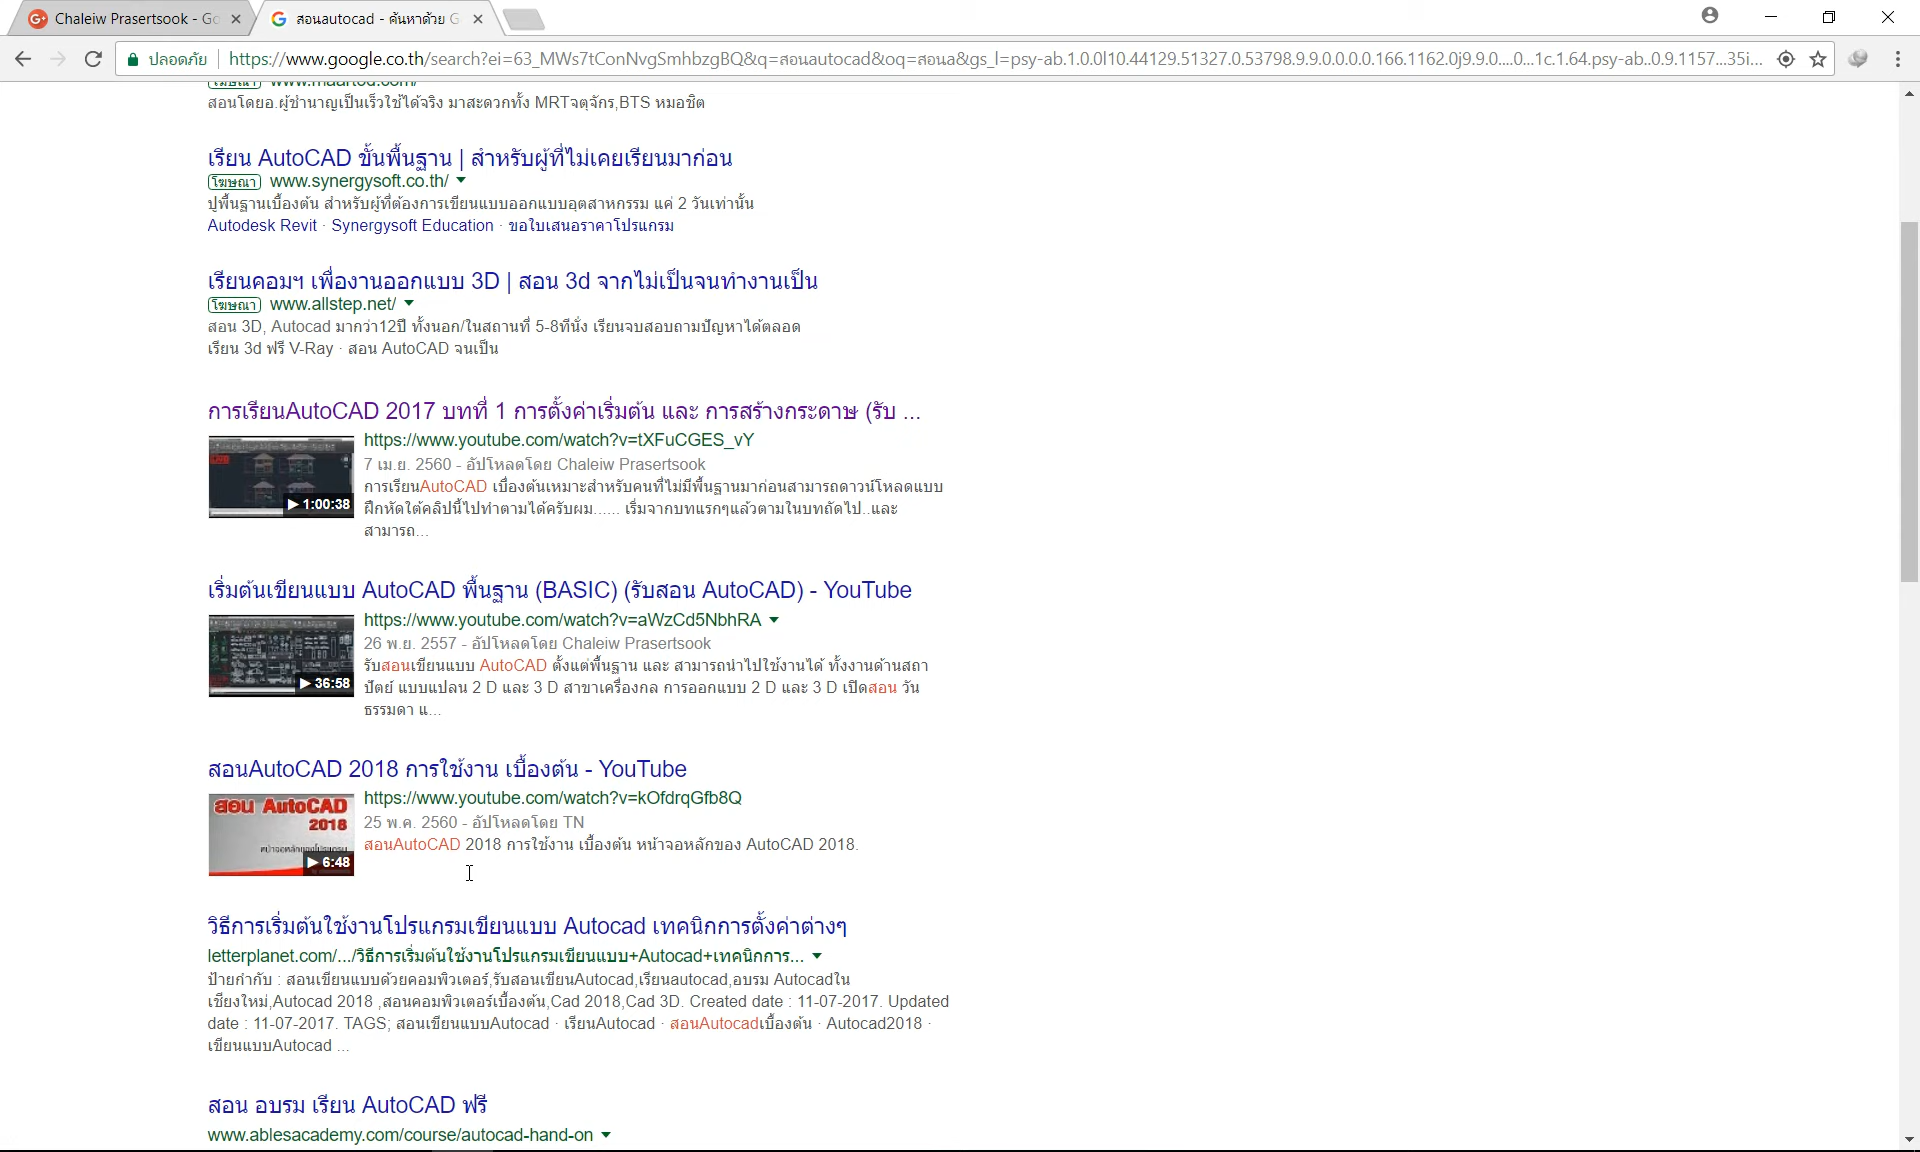 Chaleiw Prasertsook - Go
สอนautocad - ค้นหาด้วย G
ปลอดภัย
https://www.google.co.th/search?ei=63_MWs7tConNvgSmhbzgBQ&q=สอนautocad&oq=สอนa&gs_l=psy-ab.1.0.0l10.44129.51327.0.53798.9.9.0.0.0.0.166.1162.0j9.9.0....0...1c.1.64.psy-ab..0.9.1157...35i...
โฆษณา www.maartod.com/
สอนโดยอ.ผู้ชำนาญเป็นเร็วใช้ได้จริง มาสะดวกทั้ง MRTจตุจักร,BTS หมอชิต
เรียน AutoCAD ขั้นพื้นฐาน | สำหรับผู้ที่ไม่เคยเรียนมาก่อน
โฆษณา www.synergysoft.co.th/
ปูพื้นฐานเบื้องต้น สำหรับผู้ที่ต้องการเขียนแบบออกแบบอุตสาหกรรม แค่ 2 วันเท่านั้น
Autodesk Revit · Synergysoft Education · ขอใบเสนอราคาโปรแกรม
เรียนคอมฯ เพื่องานออกแบบ 3D | สอน 3d จากไม่เป็นจนทำงานเป็น
โฆษณา www.allstep.net/
สอน 3D, Autocad มากว่า12ปี ทั้งนอก/ในสถานที่ 5-8ที่นั่ง เรียนจบสอบถามปัญหาได้ตลอด
เรียน 3d ฟรี V-Ray · สอน AutoCAD จนเป็น
การเรียนAutoCAD 2017 บทที่ 1 การตั้งค่าเริ่มต้น และ การสร้างกระดาษ (รับ ...
https://www.youtube.com/watch?v=tXFuCGES_vY
7 เม.ย. 2560 - อัปโหลดโดย Chaleiw Prasertsook
การเรียนAutoCAD เบื่องต้นเหมาะสำหรับคนที่ไม่มีพื้นฐานมาก่อนสามารถดาวน์โหลดแบบ
ฝึกหัดใต้คลิปนี้ไปทำตามได้ครับผม...... เริ่มจากบทแรกๆแล้วตามในบทถัดไป..และ
1:00:38
สามารถ...
เริ่มต้นเขียนแบบ AutoCAD พื้นฐาน (BASIC) (รับสอน AutoCAD) - YouTube
https://www.youtube.com/watch?v=aWzCd5NbhRA
26 พ.ย. 2557 - อัปโหลดโดย Chaleiw Prasertsook
รับสอนเขียนแบบ AutoCAD ตั้งแต่พื้นฐาน และ สามารถนำไปใช้งานได้ ทั้งงานด้านสถา
36:58
ปัตย์ แบบแปลน 2 D และ 3 D สาขาเครื่องกล การออกแบบ 2 D และ 3 D เปิดสอน วัน
ธรรมดา แ...
สอนAutoCAD 2018 การใช้งาน เบื้องต้น - YouTube
สอน AutoCAD
2018
หน้าจอหลักของโปรแกรม
6:48
https://www.youtube.com/watch?v=kOfdrqGfb8Q
25 พ.ค. 2560 - อัปโหลดโดย TN
สอนAutoCAD 2018 การใช้งาน เบื้องต้น หน้าจอหลักของ AutoCAD 2018.
วิธีการเริ่มต้นใช้งานโปรแกรมเขียนแบบ Autocad เทคนิกการตั้งค่าต่างๆ
letterplanet.com/.../วิธีการเริ่มต้นใช้งานโปรแกรมเขียนแบบ+Autocad+เทคนิกการ...
ป้ายกำกับ : สอนเขียนแบบด้วยคอมพิวเตอร์,รับสอนเขียนAutocad,เรียนautocad,อบรม Autocadใน
เชียงใหม่,Autocad 2018 ,สอนคอมพิวเตอร์เบื้องต้น,Cad 2018,Cad 3D. Created date : 11-07-2017. Updated
date : 11-07-2017. TAGS; สอนเขียนแบบAutocad · เรียนAutocad · สอนAutocadเบื้องต้น · Autocad2018 ·
เขียนแบบAutocad ...
สอน อบรม เรียน AutoCAD ฟรี
www.ablesacademy.com/course/autocad-hand-on